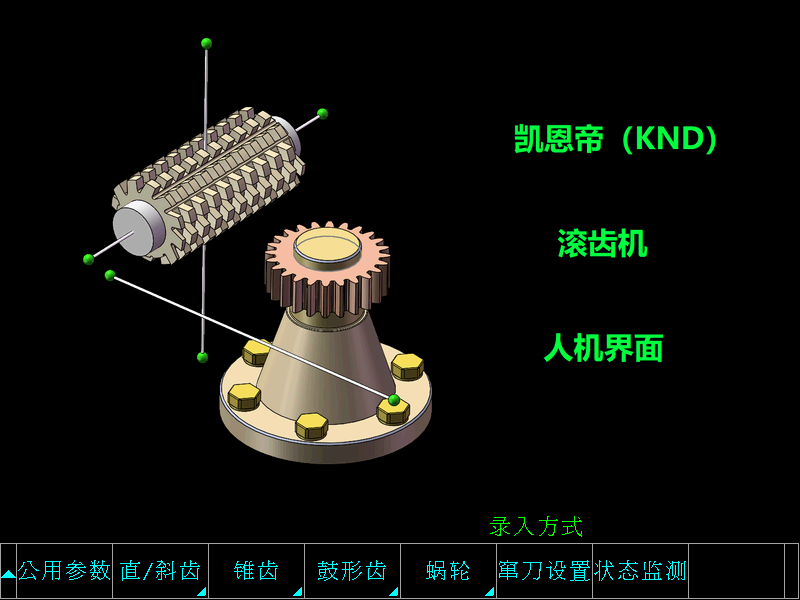 凯恩帝（KND）
滚齿机
人机界面
录入方式
公用参数 直/斜齿 锥齿 鼓形齿 蜗轮 窜刀设置 状态监测